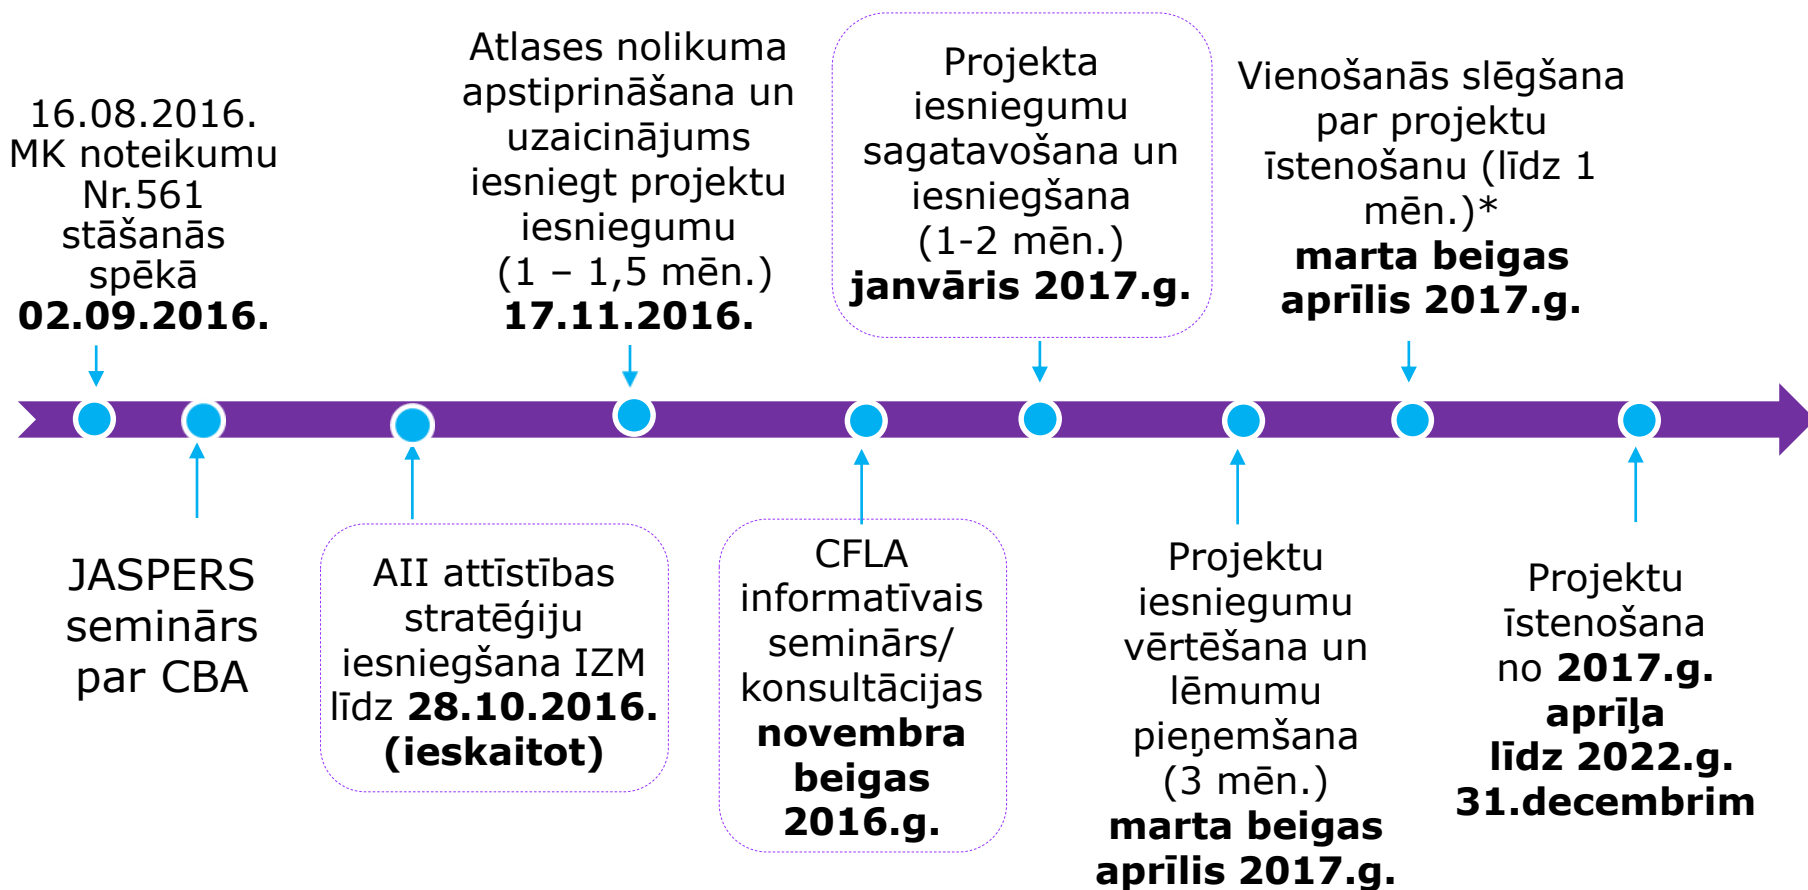 16.08.2016.
MK noteikumu
Nr.561
stāšanās
spēkā
02.09.2016.
Atlases nolikuma
apstiprināšana un
uzaicinājums
iesniegt projektu
iesniegumu
(1 – 1,5 mēn.)
17.11.2016.
Projekta
iesniegumu
sagatavošana un
iesniegšana
(1-2 mēn.)
janvāris 2017.g.
Vienošanās slēgšana
par projektu
īstenošanu (līdz 1
mēn.)*
marta beigas
aprīlis 2017.g.
JASPERS
seminārs
par CBA
AII attīstības
stratēģiju
iesniegšana IZM
līdz 28.10.2016.
(ieskaitot)
CFLA
informatīvais
seminārs/
konsultācijas
novembra
beigas
2016.g.
Projektu
iesniegumu
vērtēšana un
lēmumu
pieņemšana
(3 mēn.)
marta beigas
aprīlis 2017.g.
Projektu
īstenošana
no 2017.g.
aprīļa
līdz 2022.g.
31.decembrim